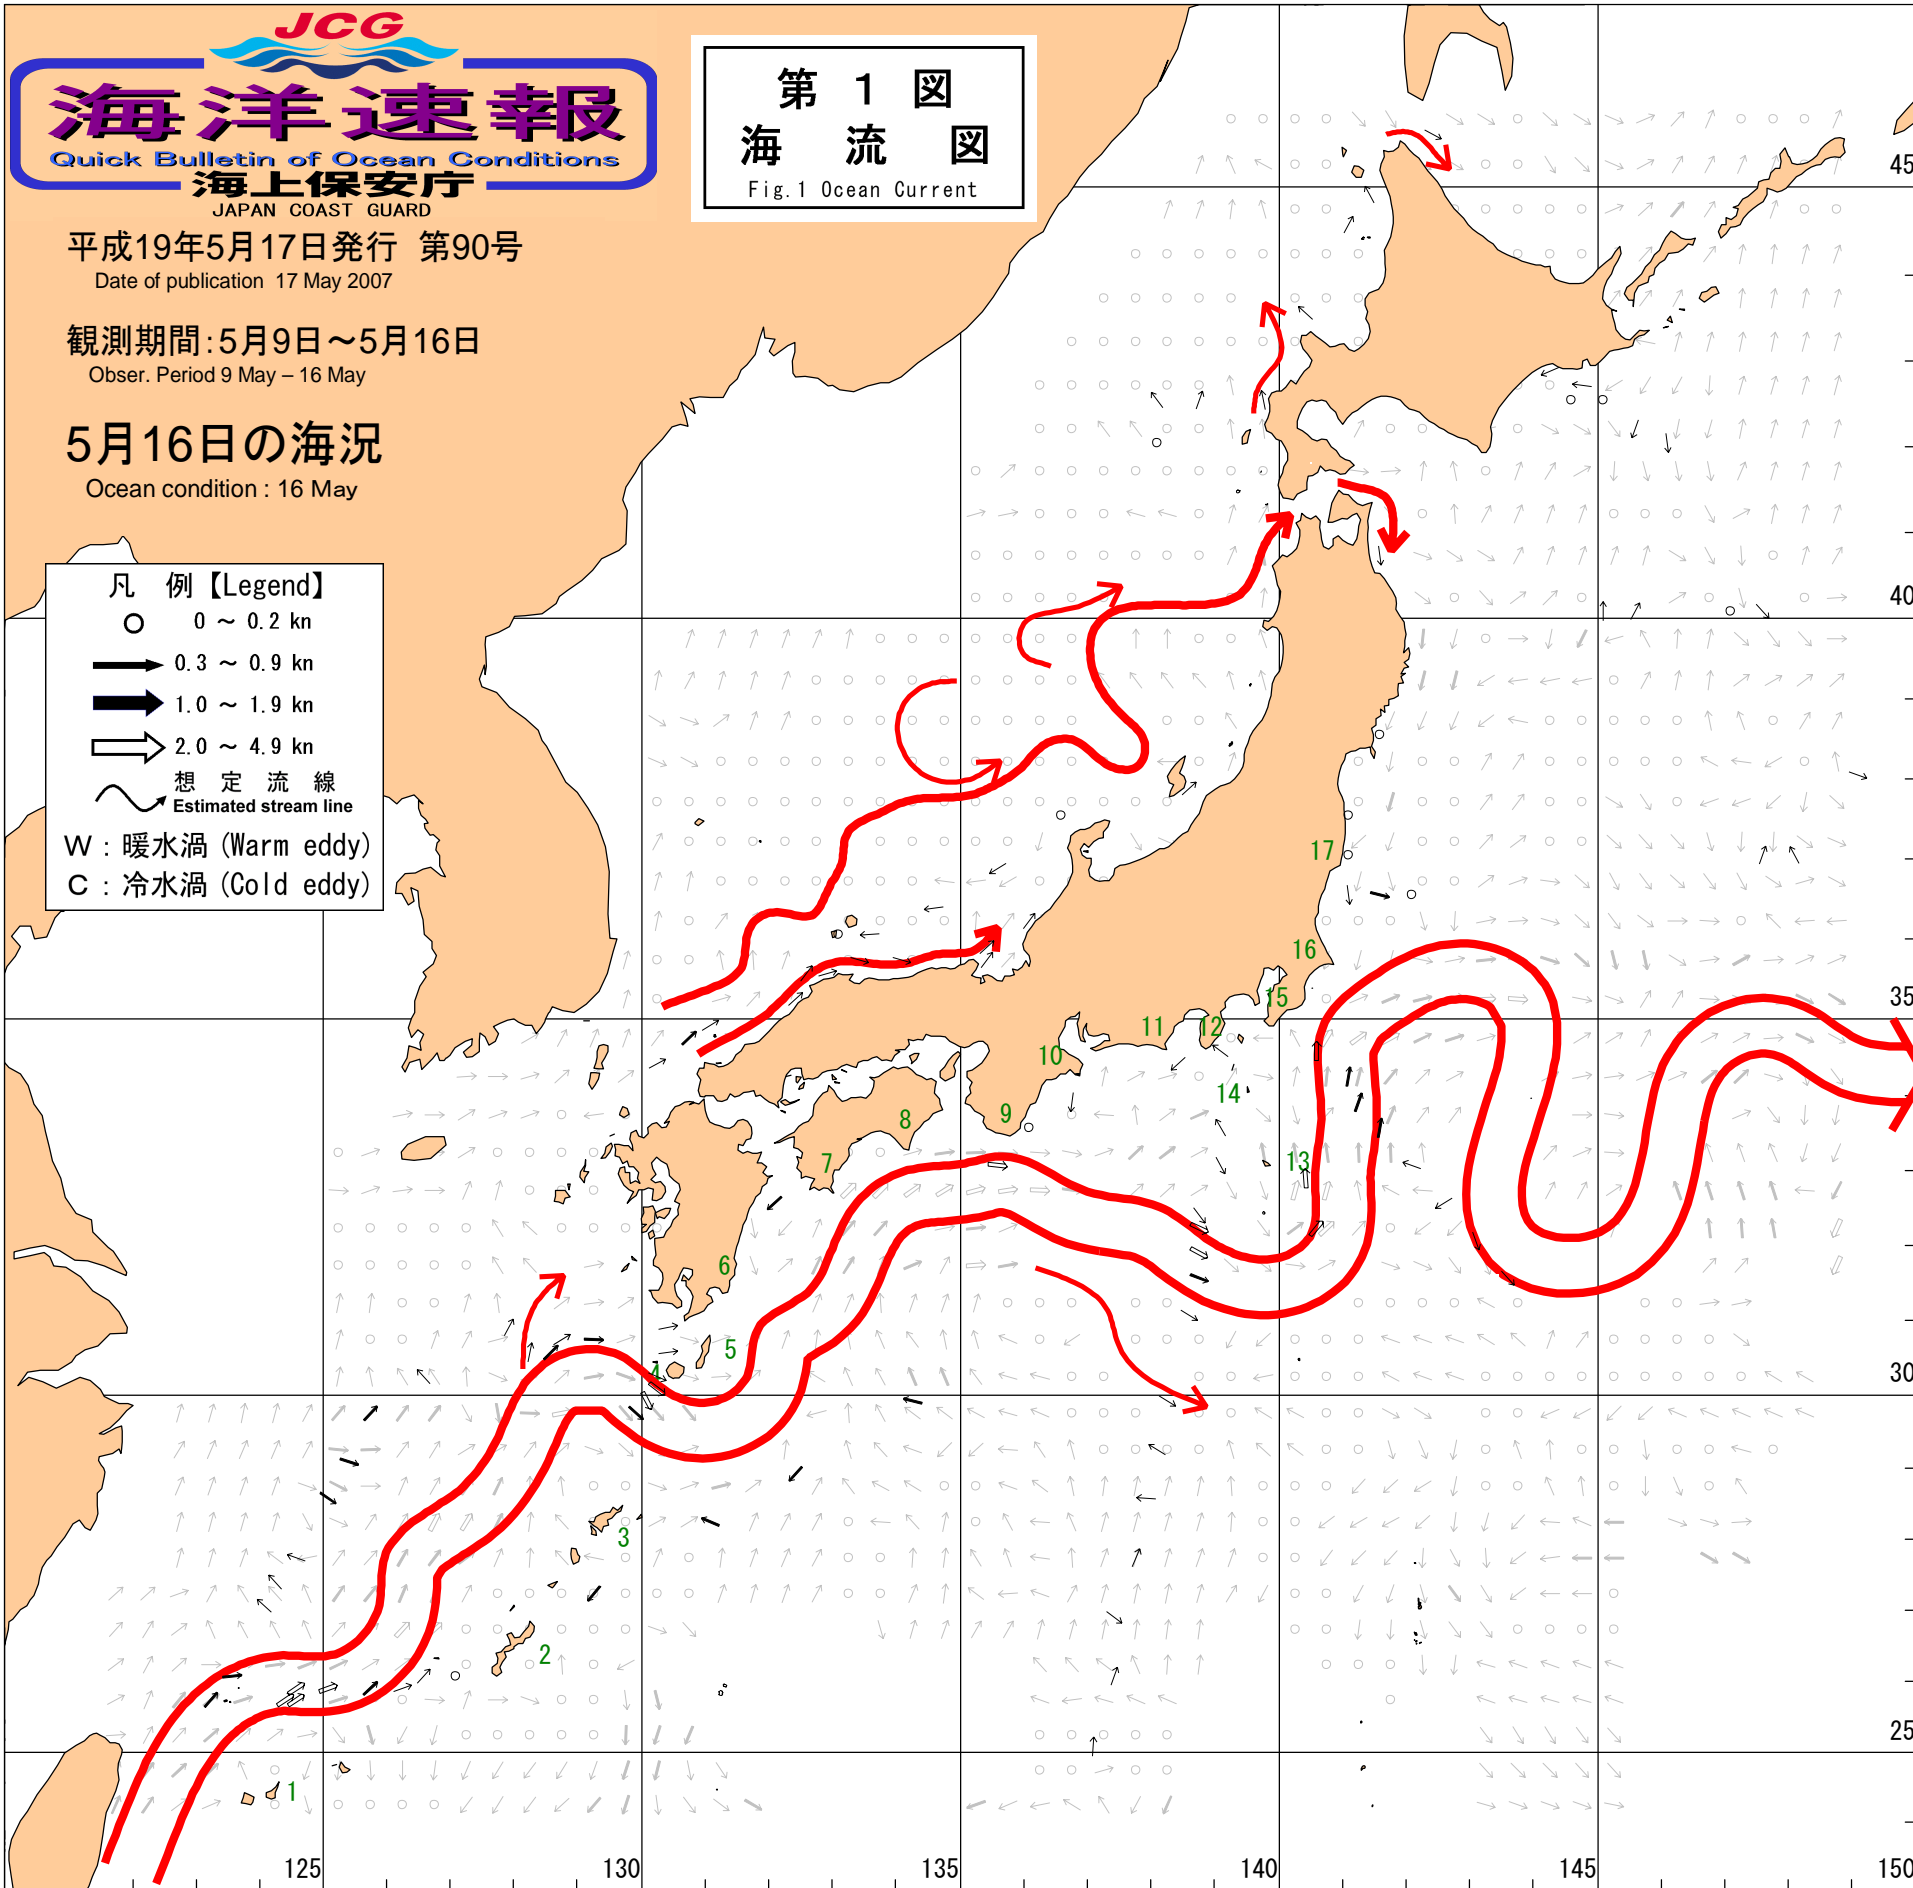 JCG
海洋速報
Quick Bulletin of Ocean Conditions
海上保安庁
JAPAN COAST GUARD
平成19年5月17日発行 第90号
Date of publication 17 May 2007
観測期間:5月9日～5月16日
Obser. Period 9 May – 16 May
5月16日の海況
Ocean condition : 16 May
第 1 図
海 流 図
Fig.1 Ocean Current
凡 例【Legend】
0 ～ 0.2 kn
0.3 ～ 0.9 kn
1.0 ～ 1.9 kn
2.0 ～ 4.9 kn
想 定 流 線
Estimated stream line
W : 暖水渦 (Warm eddy)
C : 冷水渦 (Cold eddy)
45
40
35
30
25
17
16
15
12
11
10
14
9
8
7
13
6
5
4
3
2
1
125
130
135
140
145
150